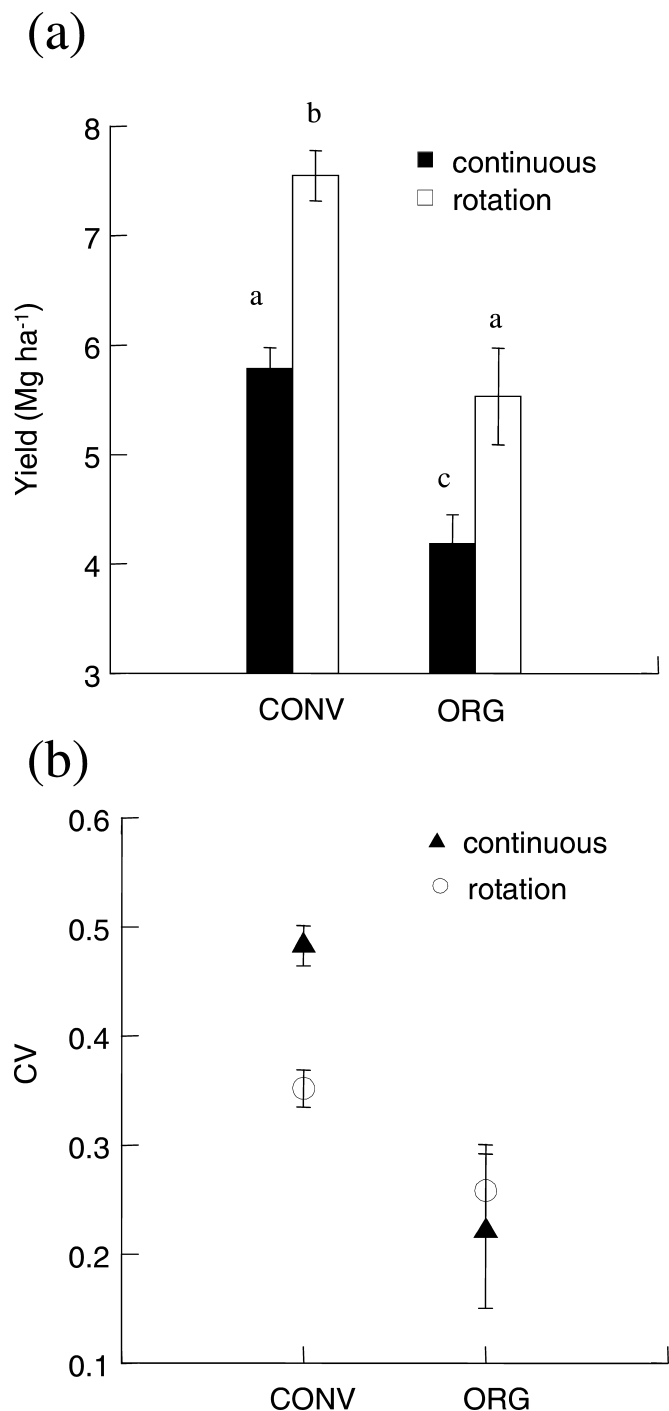 (a)
8
7
6
5
4
3
Yield (Mg ha-1)
b
a
a
c
continuous
rotation
CONV
ORG
(b)
0.6
0.5
0.4
0.3
0.2
0.1
CV
continuous
rotation
CONV
ORG